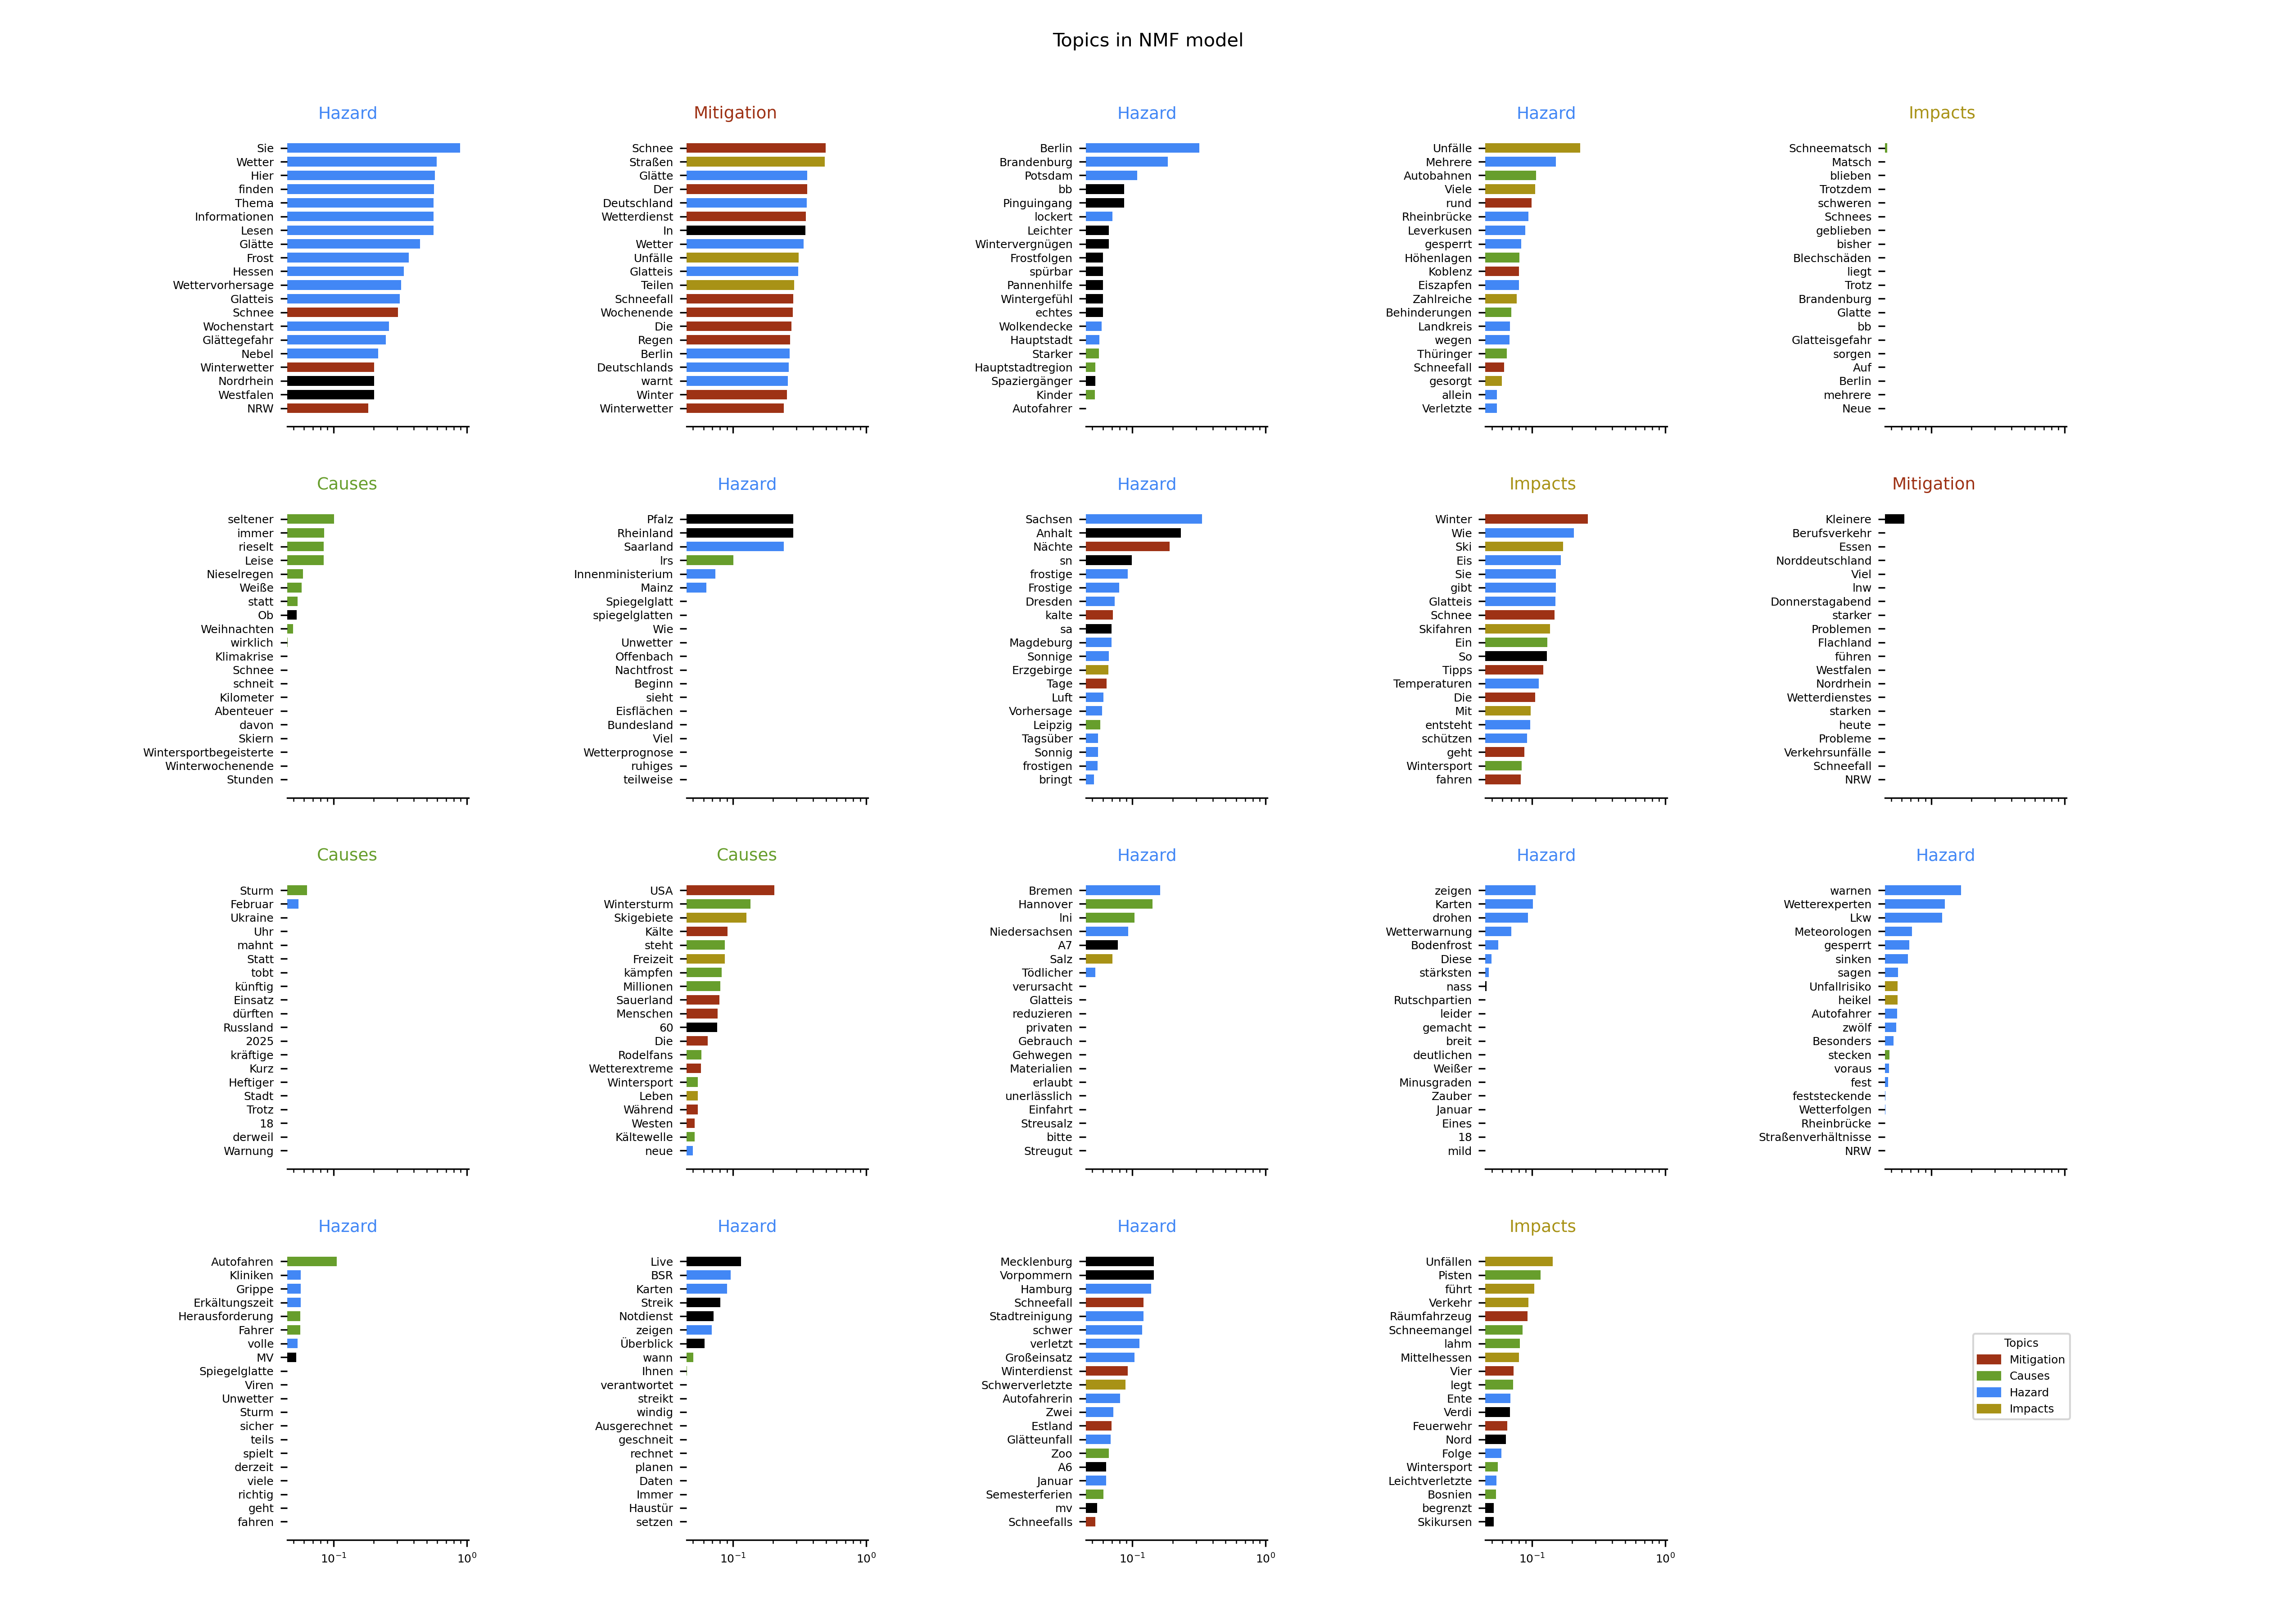 Topics in NMF model
Hazard
Sie
Wetter
Hier
finden
Thema
Informationen
Lesen
Glätte
Frost
Hessen
Wettervorhersage
Glatteis
Schnee
Wochenstart
Glättegefahr
Nebel
Winterwetter
Nordrhein
Westfalen
NRW
Mitigation
Schnee
Straßen
Glätte
Der
Deutschland
Wetterdienst
In
Wetter
Unfälle
Glatteis
Teilen
Schneefall
Wochenende
Die
Regen
Berlin
Deutschlands
warnt
Winter
Winterwetter
Hazard
Berlin
Brandenburg
Potsdam
bb
Pinguingang
lockert
Leichter
Wintervergnügen
Frostfolgen
spürbar
Pannenhilfe
Wintergefühl
echtes
Wolkendecke
Hauptstadt
Starker
Hauptstadtregion
Spaziergänger
Kinder
Autofahrer
Hazard
Unfälle
Mehrere
Autobahnen
Viele
rund
Rheinbrücke
Leverkusen
gesperrt
Höhenlagen
Koblenz
Eiszapfen
Zahlreiche
Behinderungen
Landkreis
wegen
Thüringer
Schneefall
gesorgt
allein
Verletzte
Impacts
Schneematsch
Matsch
blieben
Trotzdem
schweren
Schnees
geblieben
bisher
Blechschäden
liegt
Trotz
Brandenburg
Glatte
bb
Glatteisgefahr
sorgen
Auf
Berlin
mehrere
Neue
Causes
seltener
immer
rieselt
Leise
Nieselregen
Weiße
statt
Ob
Weihnachten
wirklich
Klimakrise
Schnee
schneit
Kilometer
Abenteuer
davon
Skiern
Wintersportbegeisterte
Winterwochenende
Stunden
Hazard
Pfalz
Rheinland
Saarland
lrs
Innenministerium
Mainz
Spiegelglatt
spiegelglatten
Wie
Unwetter
Offenbach
Nachtfrost
Beginn
sieht
Eisflächen
Bundesland
Viel
Wetterprognose
ruhiges
teilweise
Hazard
Sachsen
Anhalt
Nächte
sn
frostige
Frostige
Dresden
kalte
sa
Magdeburg
Sonnige
Erzgebirge
Tage
Luft
Vorhersage
Leipzig
Tagsüber
Sonnig
frostigen
bringt
Impacts
Winter
Wie
Ski
Eis
Sie
gibt
Glatteis
Schnee
Skifahren
Ein
So
Tipps
Temperaturen
Die
Mit
entsteht
schützen
geht
Wintersport
fahren
Mitigation
Kleinere
Berufsverkehr
Essen
Norddeutschland
Viel
lnw
Donnerstagabend
starker
Problemen
Flachland
führen
Westfalen
Nordrhein
Wetterdienstes
starken
heute
Probleme
Verkehrsunfälle
Schneefall
NRW
Causes
Sturm
Februar
Ukraine
Uhr
mahnt
Statt
tobt
künftig
Einsatz
dürften
Russland
2025
kräftige
Kurz
Heftiger
Stadt
Trotz
18
derweil
Warnung
Causes
USA
Wintersturm
Skigebiete
Kälte
steht
Freizeit
kämpfen
Millionen
Sauerland
Menschen
60
Die
Rodelfans
Wetterextreme
Wintersport
Leben
Während
Westen
Kältewelle
neue
Hazard
Bremen
Hannover
lni
Niedersachsen
A7
Salz
Tödlicher
verursacht
Glatteis
reduzieren
privaten
Gebrauch
Gehwegen
Materialien
erlaubt
unerlässlich
Einfahrt
Streusalz
bitte
Streugut
Hazard
zeigen
Karten
drohen
Wetterwarnung
Bodenfrost
Diese
stärksten
nass
Rutschpartien
leider
gemacht
breit
deutlichen
Weißer
Minusgraden
Zauber
Januar
Eines
18
mild
Hazard
warnen
Wetterexperten
Lkw
Meteorologen
gesperrt
sinken
sagen
Unfallrisiko
heikel
Autofahrer
zwölf
Besonders
stecken
voraus
fest
feststeckende
Wetterfolgen
Rheinbrücke
Straßenverhältnisse
NRW
Hazard
Autofahren
Kliniken
Grippe
Erkältungszeit
Herausforderung
Fahrer
volle
MV
Spiegelglatte
Viren
Unwetter
Sturm
sicher
teils
spielt
derzeit
viele
richtig
geht
fahren
10⁻¹ 10⁰
Hazard
Live
BSR
Karten
Streik
Notdienst
zeigen
Überblick
wann
Ihnen
verantwortet
streikt
windig
Ausgerechnet
geschneit
rechnet
planen
Daten
Immer
Haustür
setzen
10⁻¹ 10⁰
Hazard
Mecklenburg
Vorpommern
Hamburg
Schneefall
Stadtreinigung
schwer
verletzt
Großeinsatz
Winterdienst
Schwerverletzte
Autofahrerin
Zwei
Estland
Glätteunfall
Zoo
A6
Januar
Semesterferien
mv
Schneefalls
10⁻¹ 10⁰
Impacts
Unfällen
Pisten
führt
Verkehr
Räumfahrzeug
Schneemangel
lahm
Mittelhessen
Vier
legt
Ente
Verdi
Feuerwehr
Nord
Folge
Wintersport
Leichtverletzte
Bosnien
begrenzt
Skikursen
10⁻¹ 10⁰
Topics
Mitigation
Causes
Hazard
Impacts